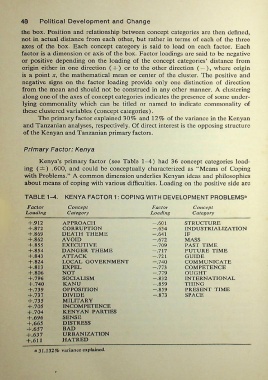 48 Political Development and Change
the box. Position and relationship between concept categories are then defined,
not in actual distance from each other, but rather in terms of each of the three
axes of the box. Each concept category is said to load on each factor. Each
factor is a dimension or axis of the box. Factor loadings are said to be negative
or positive depending on the loading of the concept categories' distance from
origin either in one direction (+) or to the other direction (−), where origin
is a point x, the mathematical mean or center of the cluster. The positive and
negative signs on the factor loading provide only one distinction of direction
from the mean and should not be construed in any other manner. A clustering
along one of the axes of concept categories indicates the presence of some under-
lying commonality which can be titled or named to indicate commonality of
these clustered variables (concept categories).
The primary factor explained 30% and 12% of the variance in the Kenyan
and Tanzanian analyses, respectively. Of direct interest is the opposing structure
of the Kenyan and Tanzanian primary factors.
Primary Factor: Kenya
Kenya's primary factor (see Table 1–4) had 36 concept categories load-
ing (±) .600, and could be conceptually characterized as "Means of Coping
with Problems." A common dimension underlies Kenyan ideas and philosophies
about means of coping with various difficulties. Loading on the positive side are
TABLE 1–4. KENYA FACTOR 1: COPING WITH DEVELOPMENT PROBLEMSª
Factor Concept Factor Concept
Loading Category Loading Category
+.912 APPROACH −.601 STRUCTURE
+.871 CORRUPTION −.634 INDUSTRIALIZATION
+.869 DEATH THEME −.641 IF
+.862 AVOID −.672 MASS
+.855 EXECUTIVE −.709 PAST TIME
+.854 DANGER THEME −.717 FUTURE TIME
+.843 ATTACK −.721 GUIDE
+.824 LOCAL GOVERNMENT −.740 COMMUNICATE
+.813 EXPEL −.773 COMPETENCE
+.806 NOT −.779 OUGHT
+.796 SOCIALISM −.812 INTERNATIONAL
+.740 KANU −.859 THING
+.739 OPPOSITION −.859 PRESENT TIME
+.737 DIVIDE −.873 SPACE
+.735 MILITARY
+.705 INCOMPETENCE
+.704 KENYAN PARTIES
+.696 SENSE
+.665 DISTRESS
+.657 BAD
+.637 URBANIZATION
+.611 HATRED
ª 31.132% variance explained.